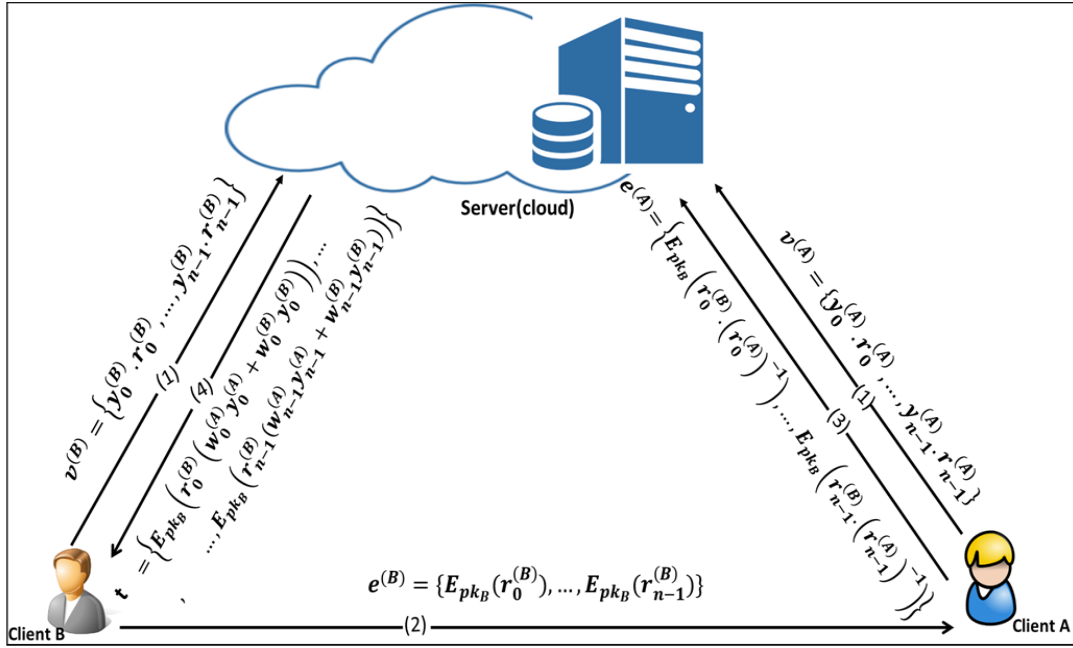 Server(cloud)
v^(B) = {y_0^(B) . r_0^(B) , ... , y_{n-1}^(B) . r_{n-1}^(B)}
(1)
(4)
t = {E_{pk_B} (r_0^(B) (w_0^(A) y_0^(A) + w_0^(B) y_0^(B))) , ...
, ..., E_{pk_B} (r_{n-1}^(B) (w_{n-1}^(A) y_{n-1}^(A) + w_{n-1}^(B) y_{n-1}^(B)))}
e^(A) = {E_{pk_B} (r_0^(B) . (r_0^(A))^{-1}) , ... , E_{pk_B} (r_{n-1}^(B) . (r_{n-1}^(A))^{-1})}
(3)
v^(A) = {y_0^(A) . r_0^(A) , ... , y_{n-1}^(A) . r_{n-1}^(A)}
(1)
e^(B) = {E_{pk_B}(r_0^(B)), ... , E_{pk_B}(r_{n-1}^(B))}
(2)
Client B
Client A